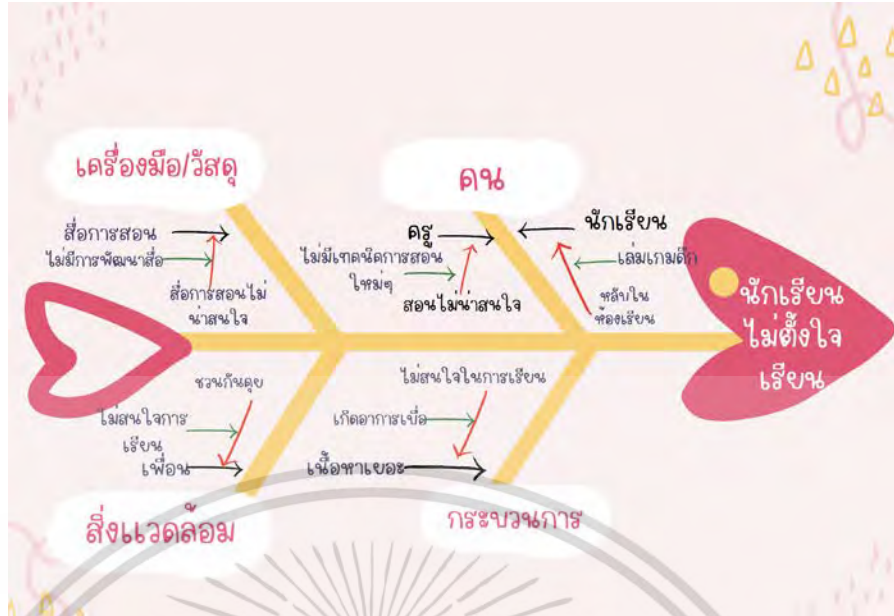 เครื่องมือ/วัสดุ
คน
สื่อการสอน
ไม่มีการพัฒนาสื่อ
สื่อการสอนไม่
น่าสนใจ
ครู
ไม่มีเทคนิคการสอน
ใหม่ๆ
สอนไม่น่าสนใจ
นักเรียน
เล่มเกมดึก
หลับใน
ห้องเรียน
นักเรียน
ไม่ตั้งใจ
เรียน
ชวนกันคุย
ไม่สนใจการ
เรียน
เพื่อน
ไม่สนใจในการเรียน
เกิดอาการเบื่อ
เนื้อหาเยอะ
สิ่งแวดล้อม
กระบวนการ